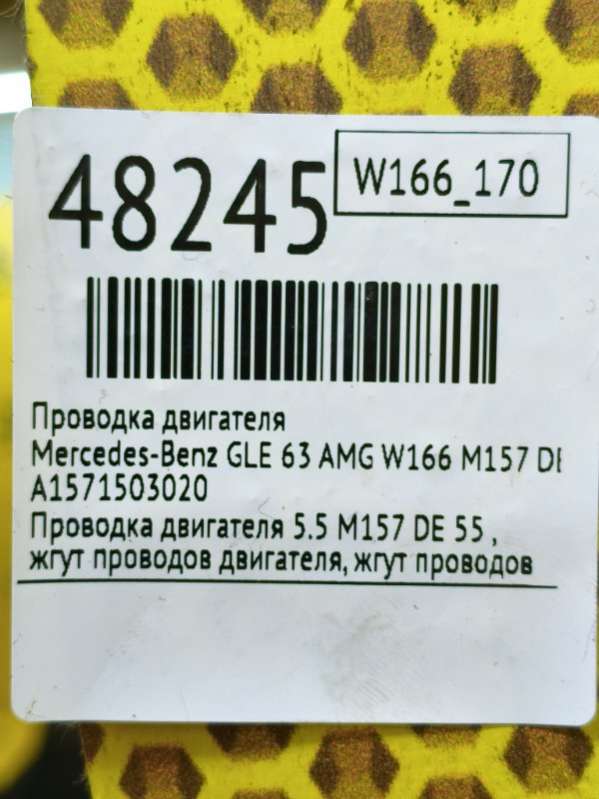 48245
W166_170
Проводка двигателя
Mercedes-Benz GLE 63 AMG W166 M157 DE
A1571503020
Проводка двигателя 5.5 M157 DE 55 ,
жгут проводов двигателя, жгут проводов